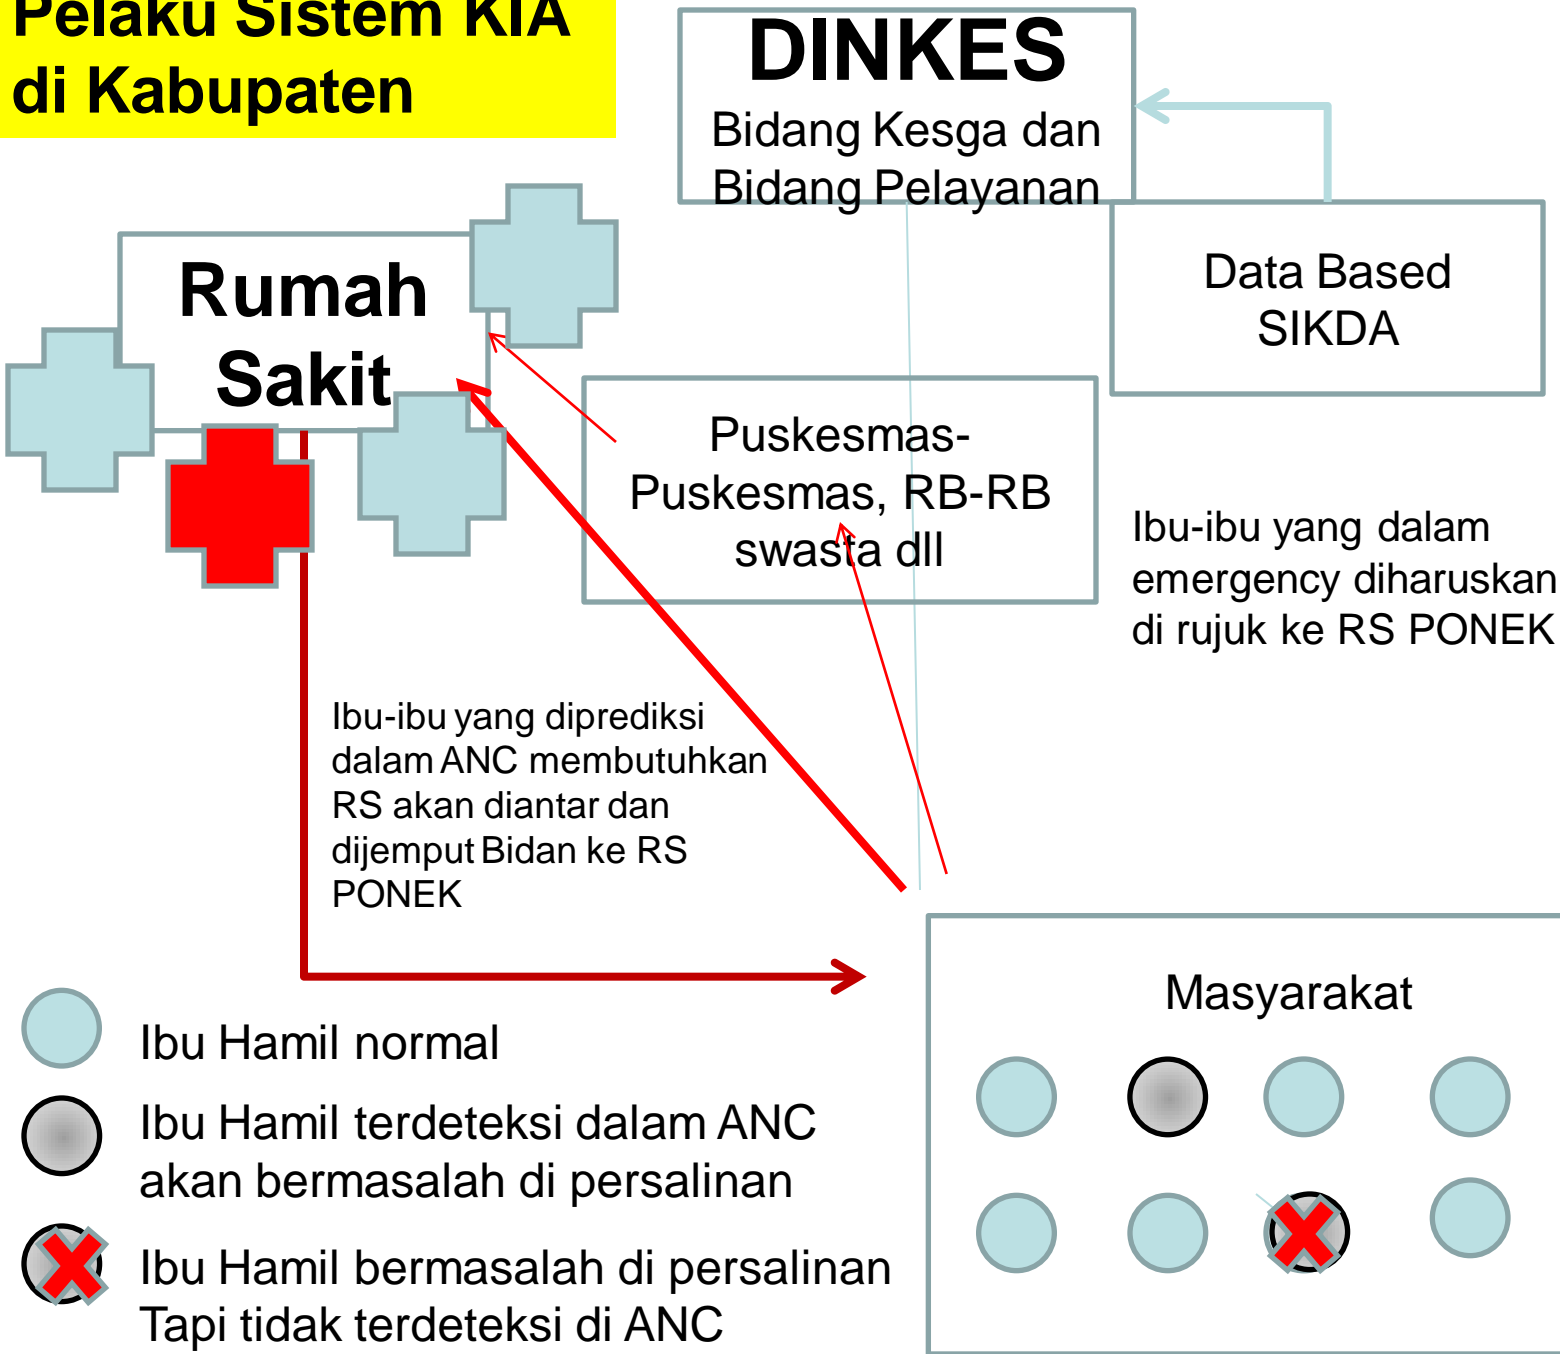 Pelaku Sistem KIA
di Kabupaten
DINKES
Bidang Kesga dan
Bidang Pelayanan
Data Based
SIKDA
Rumah
Sakit
Puskesmas-
Puskesmas, RB-RB
swasta dll
Ibu-ibu yang dalam
emergency diharuskan
di rujuk ke RS PONEK
Ibu-ibu yang diprediksi
dalam ANC membutuhkan
RS akan diantar dan
dijemput Bidan ke RS
PONEK
Masyarakat
Ibu Hamil normal
Ibu Hamil terdeteksi dalam ANC
akan bermasalah di persalinan
Ibu Hamil bermasalah di persalinan
Tapi tidak terdeteksi di ANC